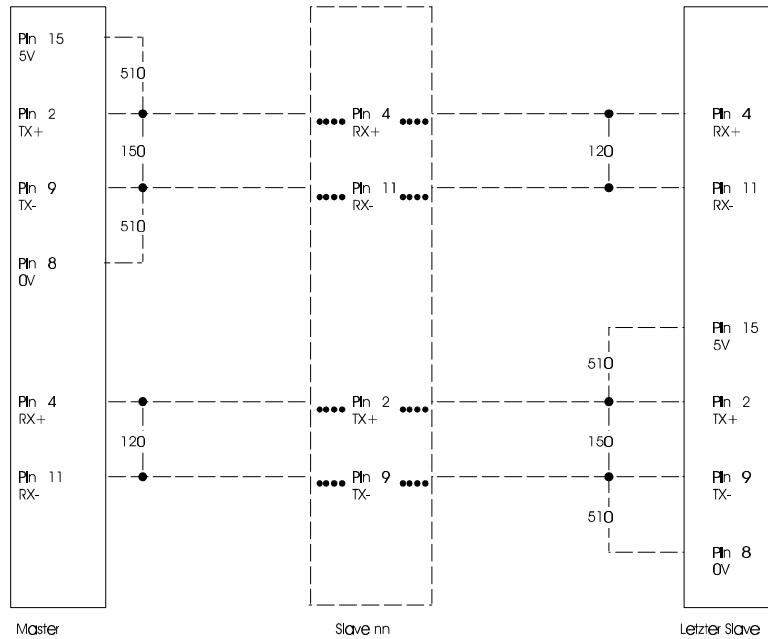 Pin 15
5V
510
Pin 2
TX+
150
Pin 9
TX-
510
Pin 8
0V
Pin 4
RX+
120
Pin 11
RX-
Master
Pin 4
RX+
Pin 11
RX-
Pin 2
TX+
Pin 9
TX-
Slave nn
120
510
150
510
Pin 4
RX+
Pin 11
RX-
Pin 15
5V
Pin 2
TX+
Pin 9
TX-
Pin 8
0V
Letzter Slave